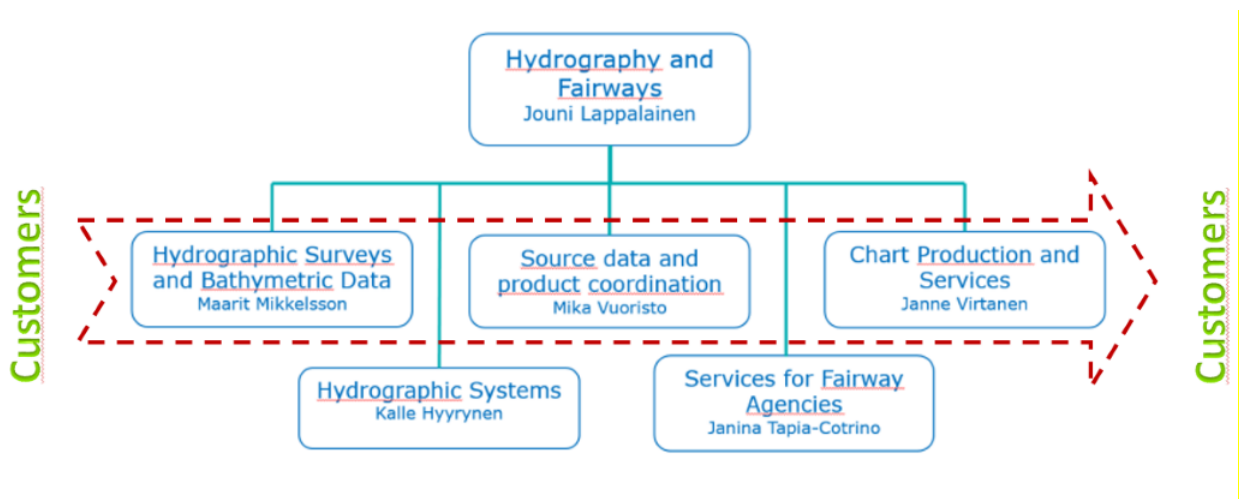 Hydrography and
Fairways
Jouni Lappalainen
Customers
Hydrographic Surveys
and Bathymetric Data
Maarit Mikkelsson
Source data and
product coordination
Mika Vuoristo
Chart Production and
Services
Janne Virtanen
Customers
Hydrographic Systems
Kalle Hyyrynen
Services for Fairway
Agencies
Janina Tapia-Cotrino